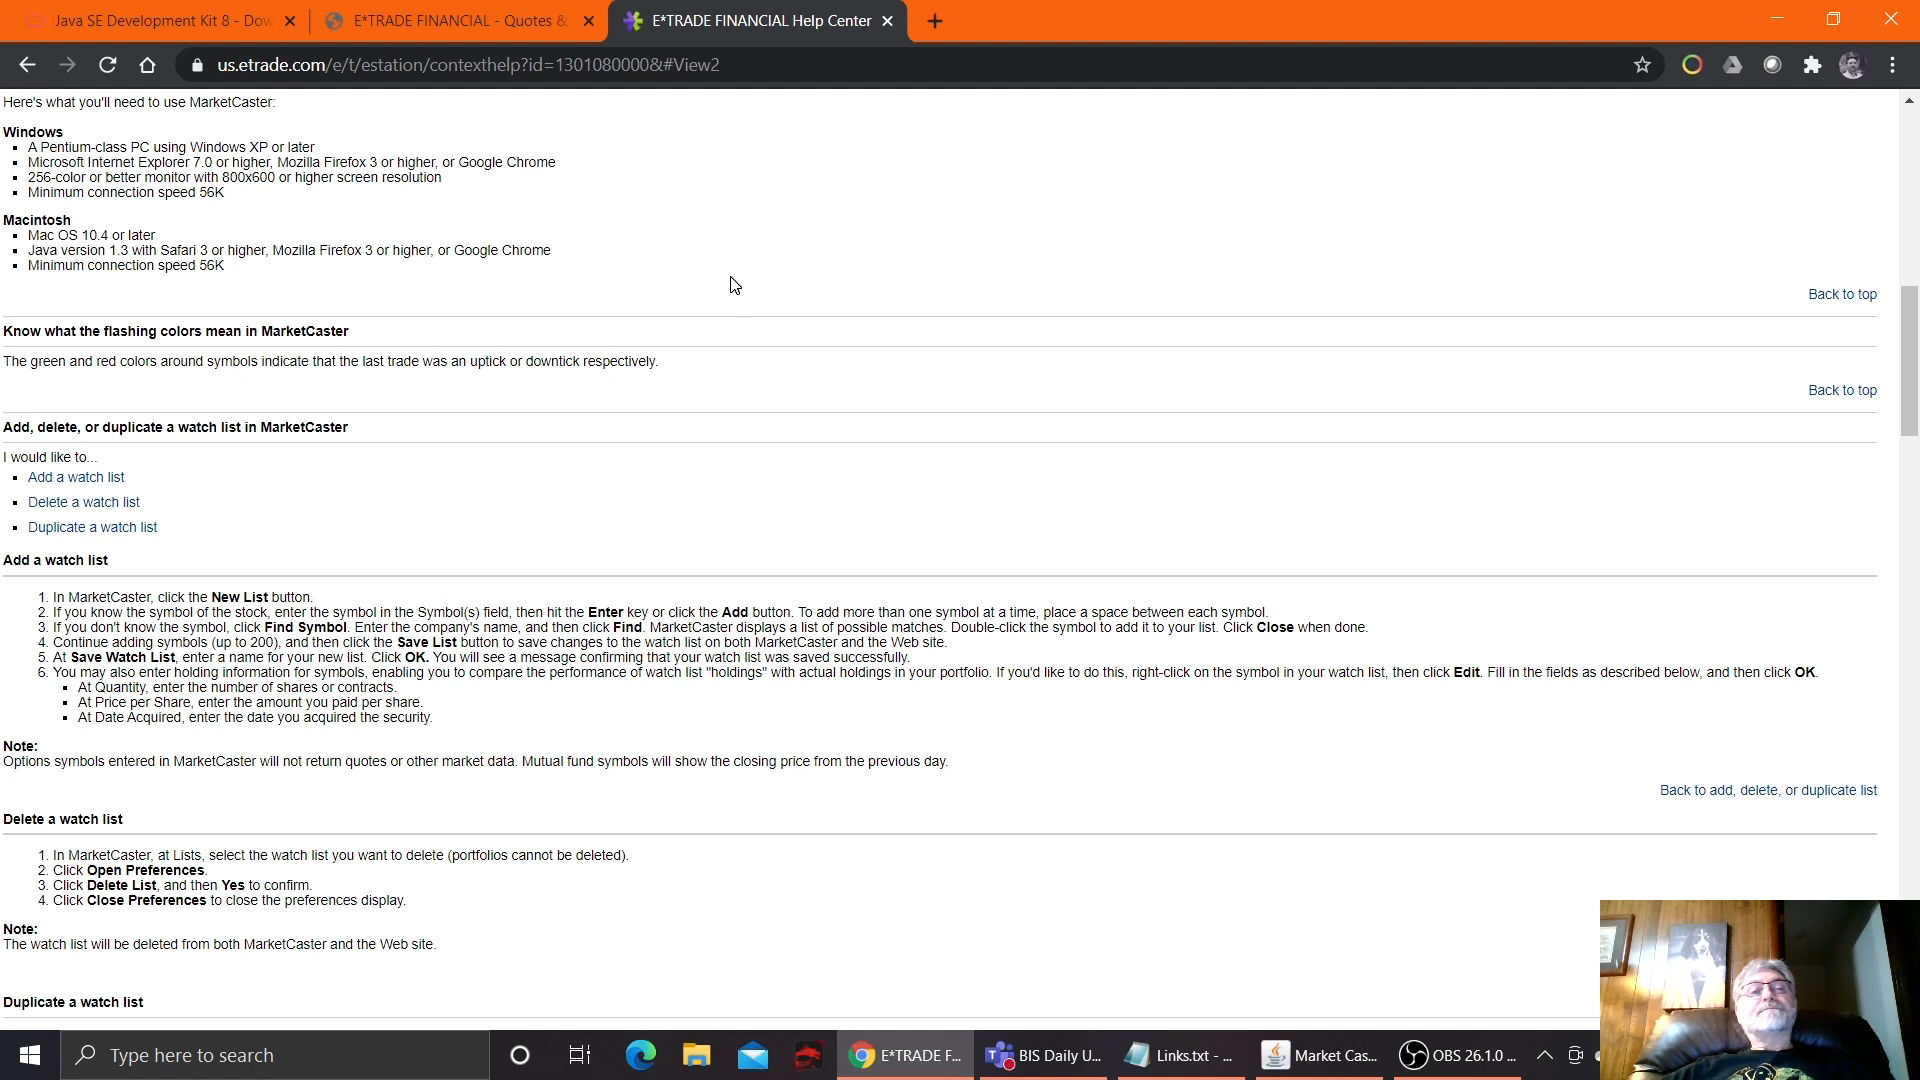 Java SE Development Kit 8 - Dow
E*TRADE FINANCIAL - Quotes &
E*TRADE FINANCIAL Help Center
us.etrade.com/e/t/estation/contexthelp?id=1301080000&#View2
Here's what you'll need to use MarketCaster:
Windows
A Pentium-class PC using Windows XP or later
Microsoft Internet Explorer 7.0 or higher, Mozilla Firefox 3 or higher, or Google Chrome
256-color or better monitor with 800x600 or higher screen resolution
Minimum connection speed 56K
Macintosh
Mac OS 10.4 or later
Java version 1.3 with Safari 3 or higher, Mozilla Firefox 3 or higher, or Google Chrome
Minimum connection speed 56K
Back to top
Know what the flashing colors mean in MarketCaster
The green and red colors around symbols indicate that the last trade was an uptick or downtick respectively.
Back to top
Add, delete, or duplicate a watch list in MarketCaster
I would like to...
Add a watch list
Delete a watch list
Duplicate a watch list
Add a watch list
1. In MarketCaster, click the New List button.
2. If you know the symbol of the stock, enter the symbol in the Symbol(s) field, then hit the Enter key or click the Add button. To add more than one symbol at a time, place a space between each symbol.
3. If you don't know the symbol, click Find Symbol. Enter the company's name, and then click Find. MarketCaster displays a list of possible matches. Double-click the symbol to add it to your list. Click Close when done.
4. Continue adding symbols (up to 200), and then click the Save List button to save changes to the watch list on both MarketCaster and the Web site.
5. At Save Watch List, enter a name for your new list. Click OK. You will see a message confirming that your watch list was saved successfully.
6. You may also enter holding information for symbols, enabling you to compare the performance of watch list "holdings" with actual holdings in your portfolio. If you'd like to do this, right-click on the symbol in your watch list, then click Edit. Fill in the fields as described below, and then click OK.
At Quantity, enter the number of shares or contracts.
At Price per Share, enter the amount you paid per share.
At Date Acquired, enter the date you acquired the security.
Note:
Options symbols entered in MarketCaster will not return quotes or other market data. Mutual fund symbols will show the closing price from the previous day.
Back to add, delete, or duplicate list
Delete a watch list
1. In MarketCaster, at Lists, select the watch list you want to delete (portfolios cannot be deleted).
2. Click Open Preferences.
3. Click Delete List, and then Yes to confirm.
4. Click Close Preferences to close the preferences display.
Note:
The watch list will be deleted from both MarketCaster and the Web site.
Duplicate a watch list
Type here to search
E*TRADE F...
BIS Daily U...
Links.txt - ...
Market Cas...
OBS 26.1.0 ...